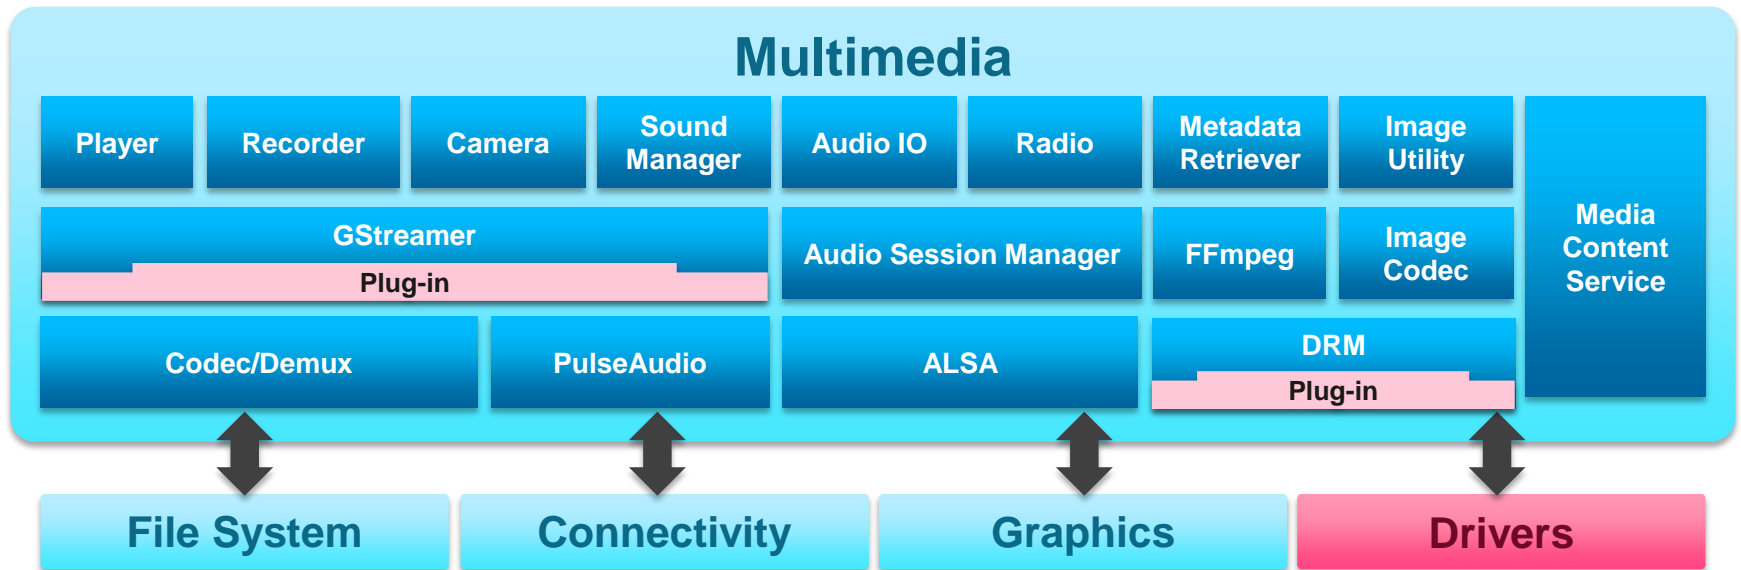 Multimedia
Player
Recorder
Camera
Sound
Manager
Audio IO
Radio
Metadata
Retriever
Image
Utility
Media
Content
Service
GStreamer
Plug-in
Audio Session Manager
FFmpeg
Image
Codec
Codec/Demux
PulseAudio
ALSA
DRM
Plug-in
File System
Connectivity
Graphics
Drivers